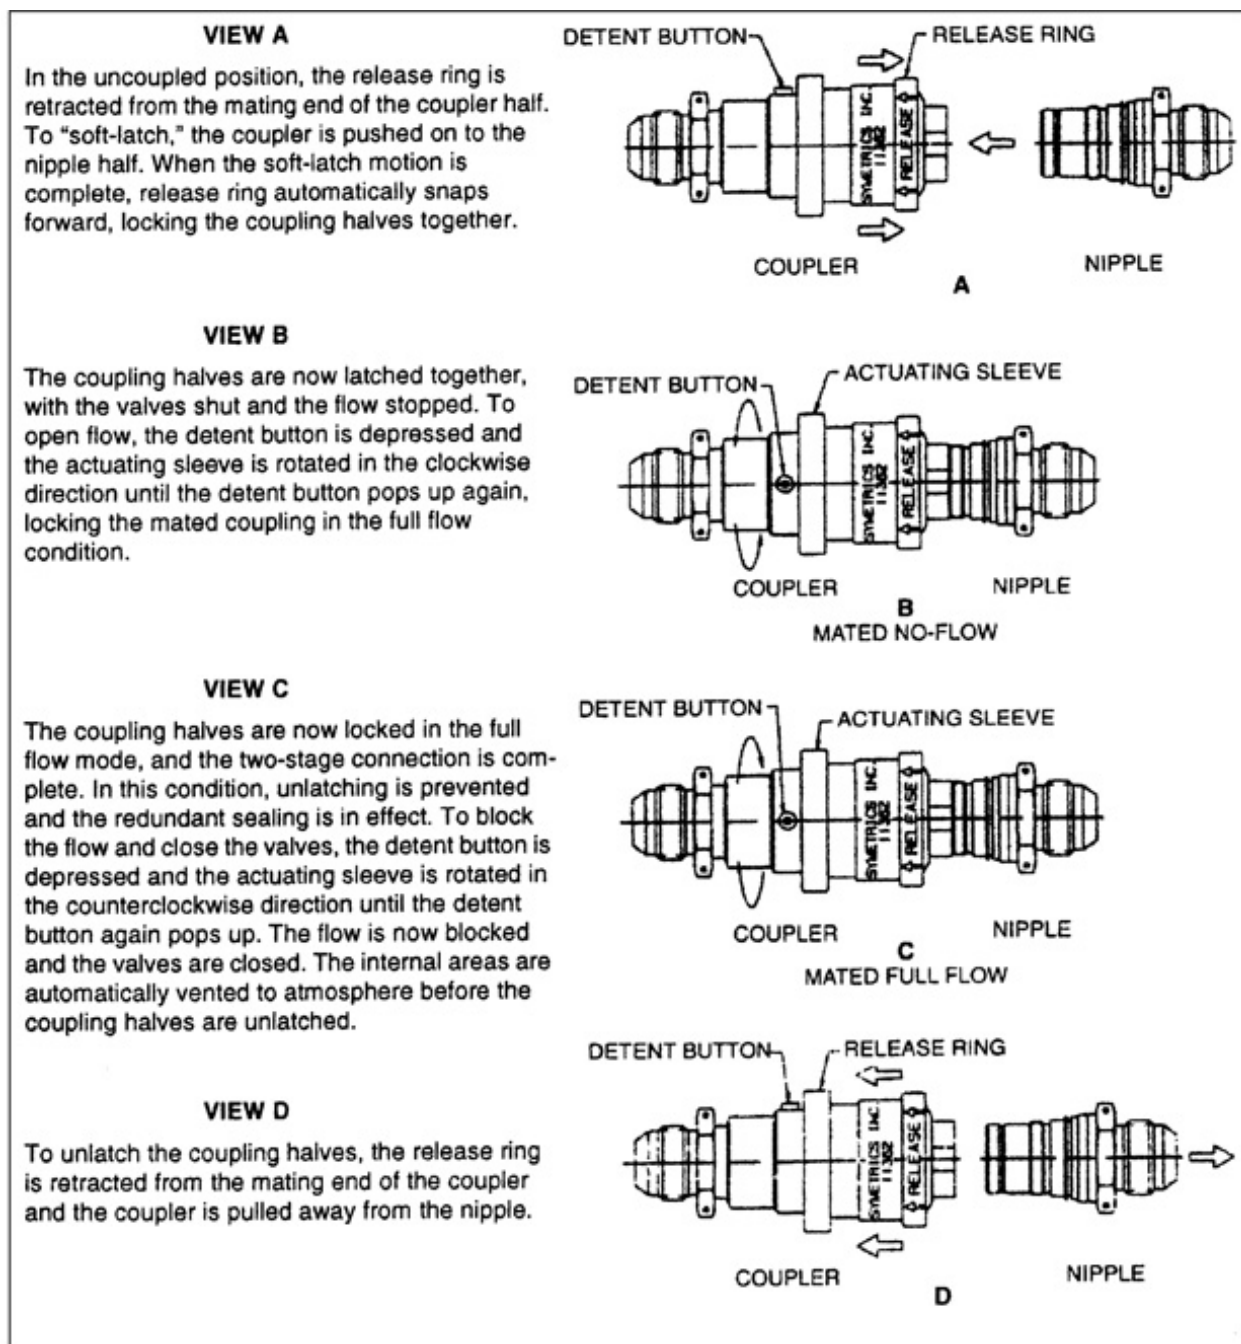 VIEW A
In the uncoupled position, the release ring is
retracted from the mating end of the coupler half.
To “soft-latch,” the coupler is pushed on to the
nipple half. When the soft-latch motion is
complete, release ring automatically snaps
forward, locking the coupling halves together.
DETENT BUTTON
RELEASE RING
SYMETRICS INC.
11362
RELEASE
COUPLER
NIPPLE
A
VIEW B
The coupling halves are now latched together,
with the valves shut and the flow stopped. To
open flow, the detent button is depressed and
the actuating sleeve is rotated in the clockwise
direction until the detent button pops up again,
locking the mated coupling in the full flow
condition.
DETENT BUTTON
ACTUATING SLEEVE
SYMETRICS INC.
11362
RELEASE
COUPLER
NIPPLE
B
MATED NO-FLOW
VIEW C
The coupling halves are now locked in the full
flow mode, and the two-stage connection is com-
plete. In this condition, unlatching is prevented
and the redundant sealing is in effect. To block
the flow and close the valves, the detent button is
depressed and the actuating sleeve is rotated in
the counterclockwise direction until the detent
button again pops up. The flow is now blocked
and the valves are closed. The internal areas are
automatically vented to atmosphere before the
coupling halves are unlatched.
DETENT BUTTON
ACTUATING SLEEVE
SYMETRICS INC.
11362
RELEASE
COUPLER
NIPPLE
C
MATED FULL FLOW
VIEW D
To unlatch the coupling halves, the release ring
is retracted from the mating end of the coupler
and the coupler is pulled away from the nipple.
DETENT BUTTON
RELEASE RING
SYMETRICS INC.
11362
RELEASE
COUPLER
NIPPLE
D